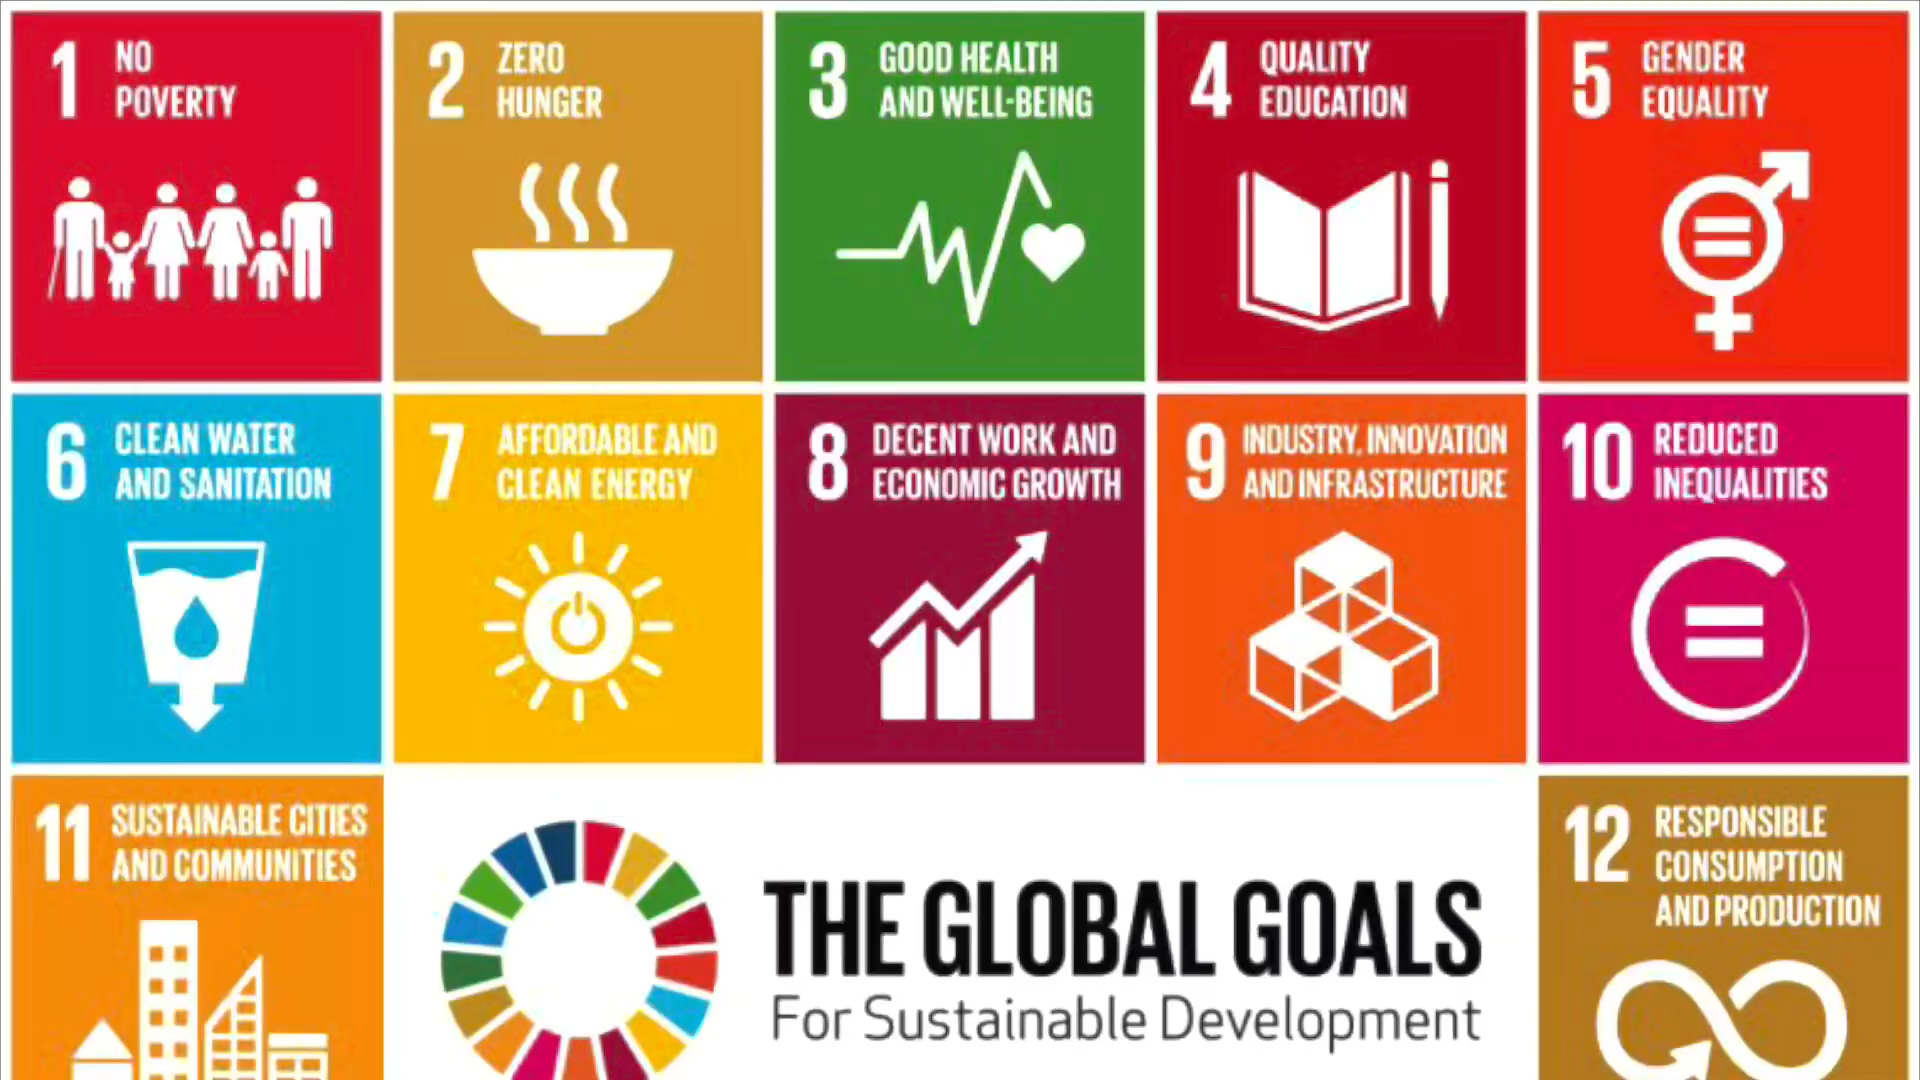 1 NO
POVERTY
2 ZERO
HUNGER
3 GOOD HEALTH
AND WELL-BEING
4 QUALITY
EDUCATION
5 GENDER
EQUALITY
6 CLEAN WATER
AND SANITATION
7 AFFORDABLE AND
CLEAN ENERGY
8 DECENT WORK AND
ECONOMIC GROWTH
9 INDUSTRY, INNOVATION
AND INFRASTRUCTURE
10 REDUCED
INEQUALITIES
11 SUSTAINABLE CITIES
AND COMMUNITIES
THE GLOBAL GOALS
For Sustainable Development
12 RESPONSIBLE
CONSUMPTION
AND PRODUCTION